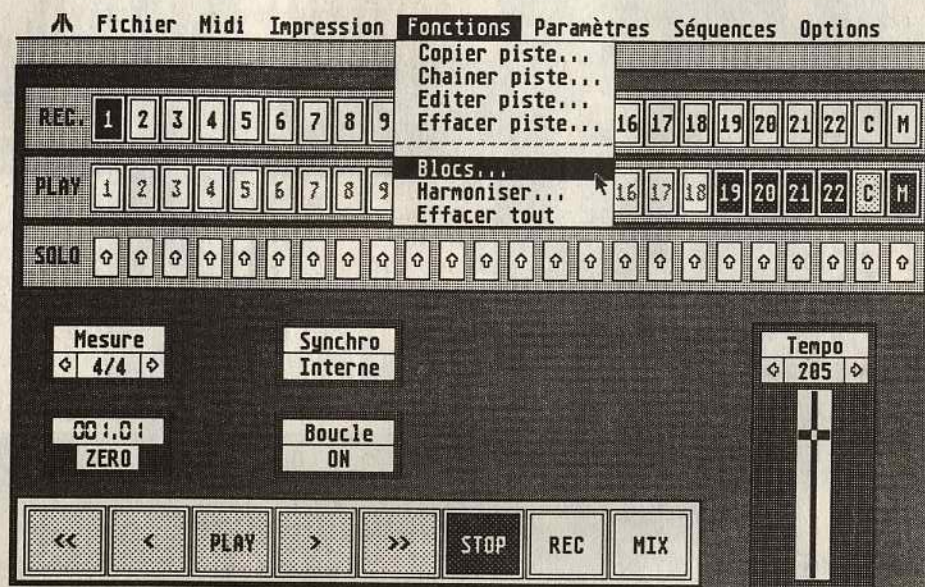 Fichier Midi Impression Fonctions Paramètres Séquences Options
Copier piste...
Chainer piste...
Editer piste...
Effacer piste...
Blocs...
Harmoniser...
Effacer tout
REC. 1 2 3 4 5 6 7 8 9 16 17 18 19 20 21 22 C M
PLAY 1 2 3 4 5 6 7 8 9 16 17 18 19 20 21 22 C M
SOLO
Mesure
4/4
Synchro
Interne
Tempo
205
001.01
ZERO
Boucle
ON
<< < PLAY > >> STOP REC MIX